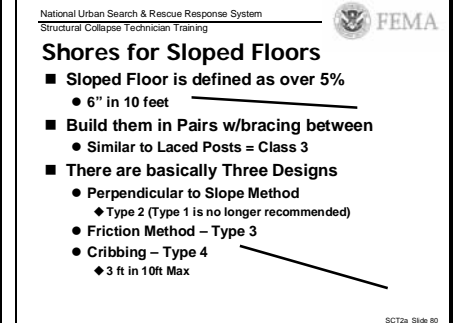 National Urban Search & Rescue Response System
Structural Collapse Technician Training
FEMA
Shores for Sloped Floors
■ Sloped Floor is defined as over 5%
● 6” in 10 feet
■ Build them in Pairs w/bracing between
● Similar to Laced Posts = Class 3
■ There are basically Three Designs
● Perpendicular to Slope Method
◆ Type 2 (Type 1 is no longer recommended)
● Friction Method – Type 3
● Cribbing – Type 4
◆ 3 ft in 10ft Max
SCT2a Slide 80